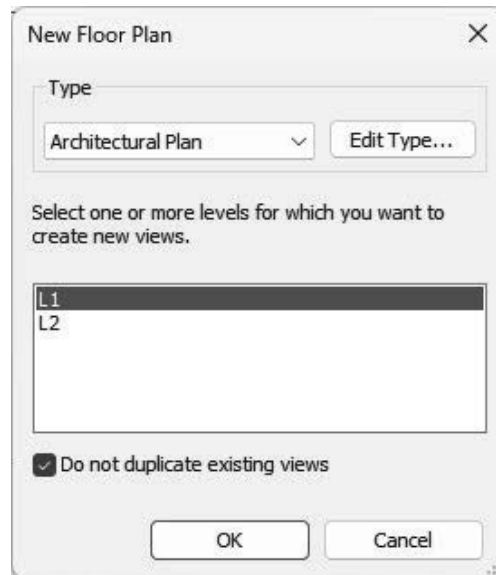 New Floor Plan
Type
Architectural Plan
Edit Type...
Select one or more levels for which you want to
create new views.
L1
L2
Do not duplicate existing views
OK
Cancel